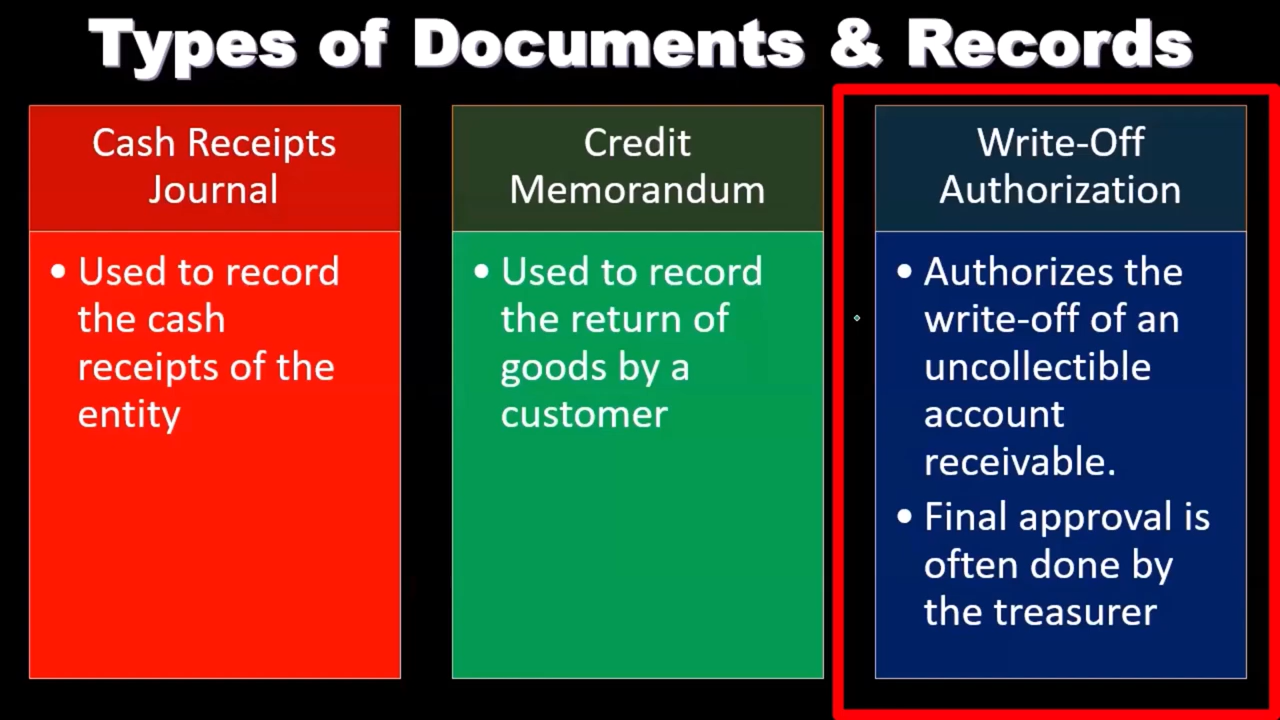 Types of Documents & Records
Cash Receipts
Journal
• Used to record
the cash
receipts of the
entity
Credit
Memorandum
• Used to record
the return of
goods by a
customer
Write-Off
Authorization
• Authorizes the
write-off of an
uncollectible
account
receivable.
• Final approval is
often done by
the treasurer